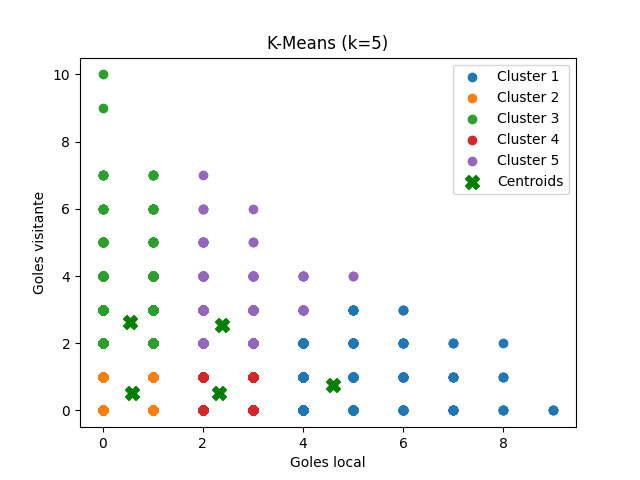 K-Means (k=5)
10
8
6
4
2
0
Goles visitante
Cluster 1
Cluster 2
Cluster 3
Cluster 4
Cluster 5
Centroids
0 2 4 6 8
Goles local